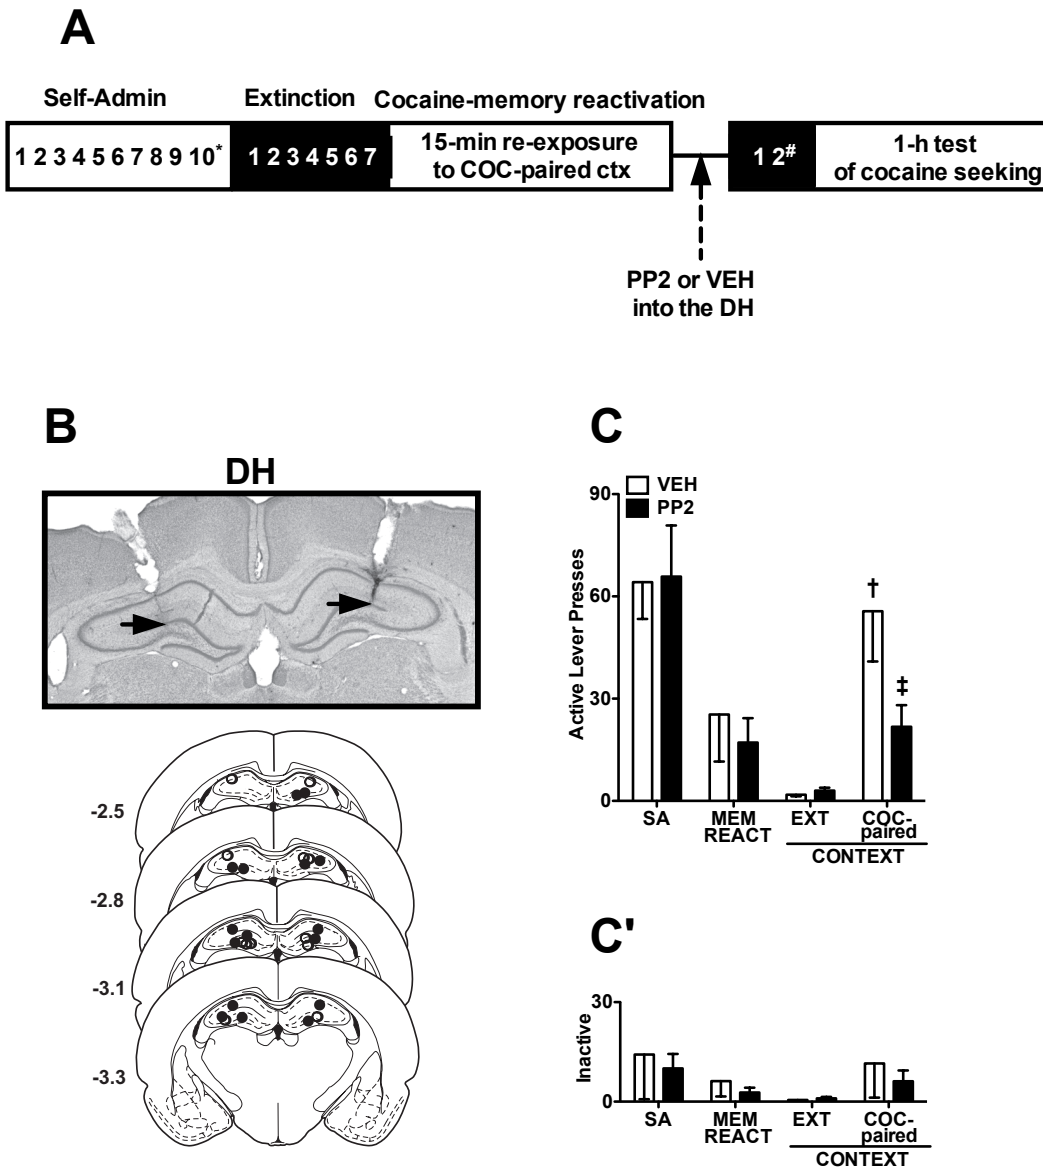 A
Self-Admin Extinction Cocaine-memory reactivation
1 2 3 4 5 6 7 8 9 10* 1 2 3 4 5 6 7 15-min re-exposure
to COC-paired ctx
1 2# 1-h test
of cocaine seeking
PP2 or VEH
into the DH
B
DH
-2.5
-2.8
-3.1
-3.3
C
VEH
PP2
Active Lever Presses
90
60
30
0
†
‡
SA MEM REACT EXT COC-paired
CONTEXT
C'
Inactive
30
0
SA MEM REACT EXT COC-paired
CONTEXT